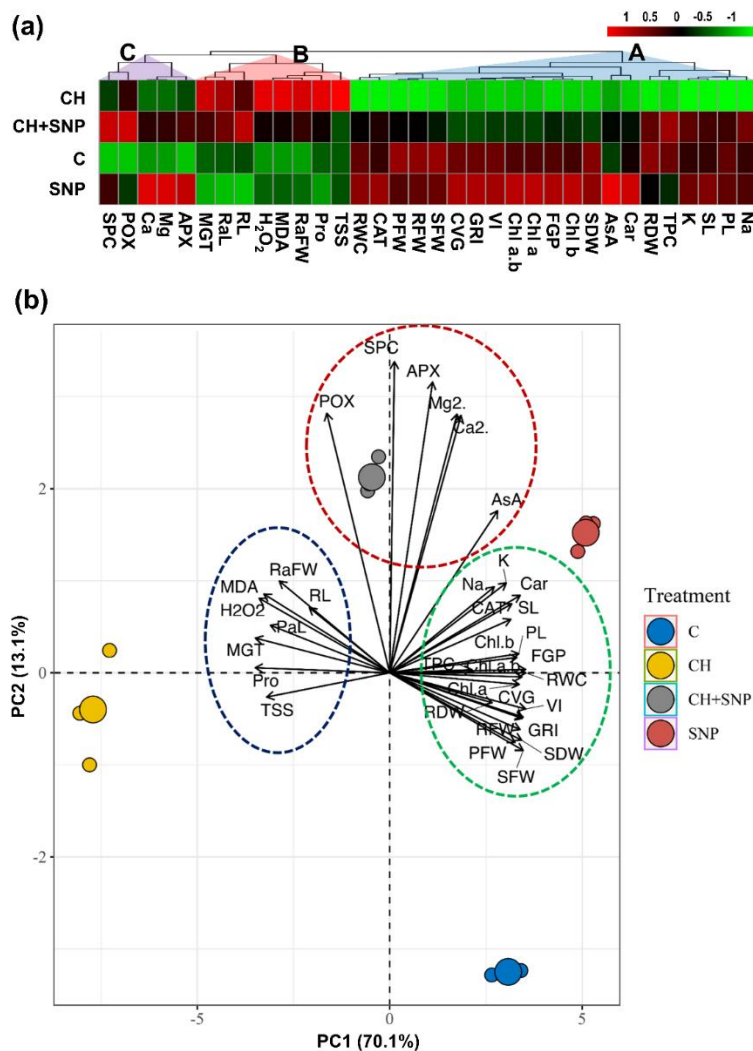 (a)
1 0.5 0 -0.5 -1
C B A
CH
CH+SNP
C
SNP
SPC POX Ca Mg APX MGT RaL RL H2O2 MDA RaFW Pro TSS RWC CAT PFW RFW SFW CVG GRI VI Chl a.b Chl a FGP Chl b SDW AsA Car RDW TPC K SL PL Na
(b)
SPC
APX
POX Mg2.
Ca2.
AsA
K
RaFW Na Car
MDA RL CAT SL
H2O2
PaL PL
Chl.b
MGT FGP
TPC Chl.a.b
RWC
Pro Chl.a CVG VI
TSS RDW
RFW GRI
PFW SDW
SFW
2
0
-2
-5 0 5
PC2 (13.1%)
PC1 (70.1%)
Treatment
C
CH
CH+SNP
SNP